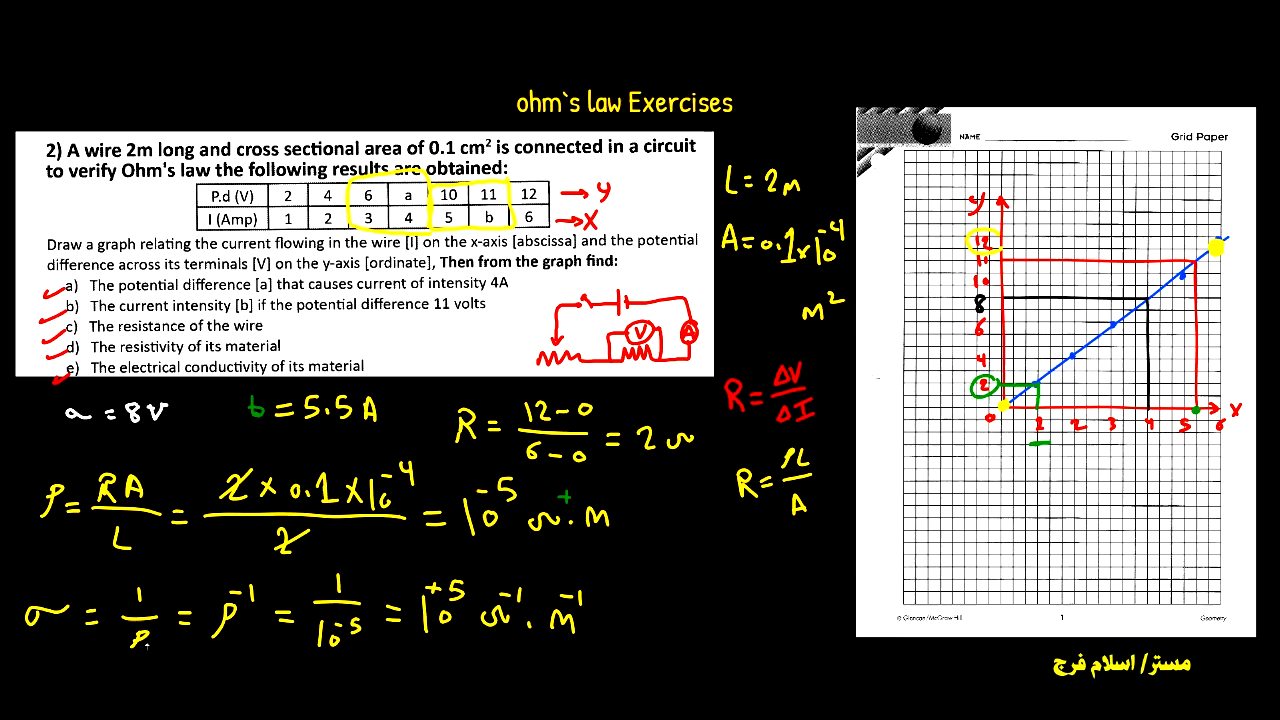 ohm`s law Exercises
2) A wire 2m long and cross sectional area of 0.1 cm² is connected in a circuit
to verify Ohm's law the following results are obtained:
P.d (V) 2 4 6 a 10 11 12 → y
I (Amp) 1 2 3 4 5 b 6 → x
Draw a graph relating the current flowing in the wire [I] on the x-axis [abscissa] and the potential
difference across its terminals [V] on the y-axis [ordinate], Then from the graph find:
a) The potential difference [a] that causes current of intensity 4A
b) The current intensity [b] if the potential difference 11 volts
c) The resistance of the wire
d) The resistivity of its material
e) The electrical conductivity of its material
V
A
L = 2m
A = 0.1×10⁻⁴
m²
R = ΔV/ΔI
R = ρL/A
a = 8V
b = 5.5 A
R = (12-0)/(6-0) = 2 Ω
ρ = RA/L = (2 × 0.1 × 10⁻⁴)/2 = 10⁻⁵ Ω⁺.m
σ = 1/ρ = ρ⁻¹ = 1/10⁻⁵ = 10⁺⁵ Ω⁻¹.m⁻¹
NAME
Grid Paper
y
12
11
10
8
6
4
2
0
1 2 3 4 5 6 x
© Glencoe/McGraw-Hill
1
Geometry
مستر/ اسلام فرج